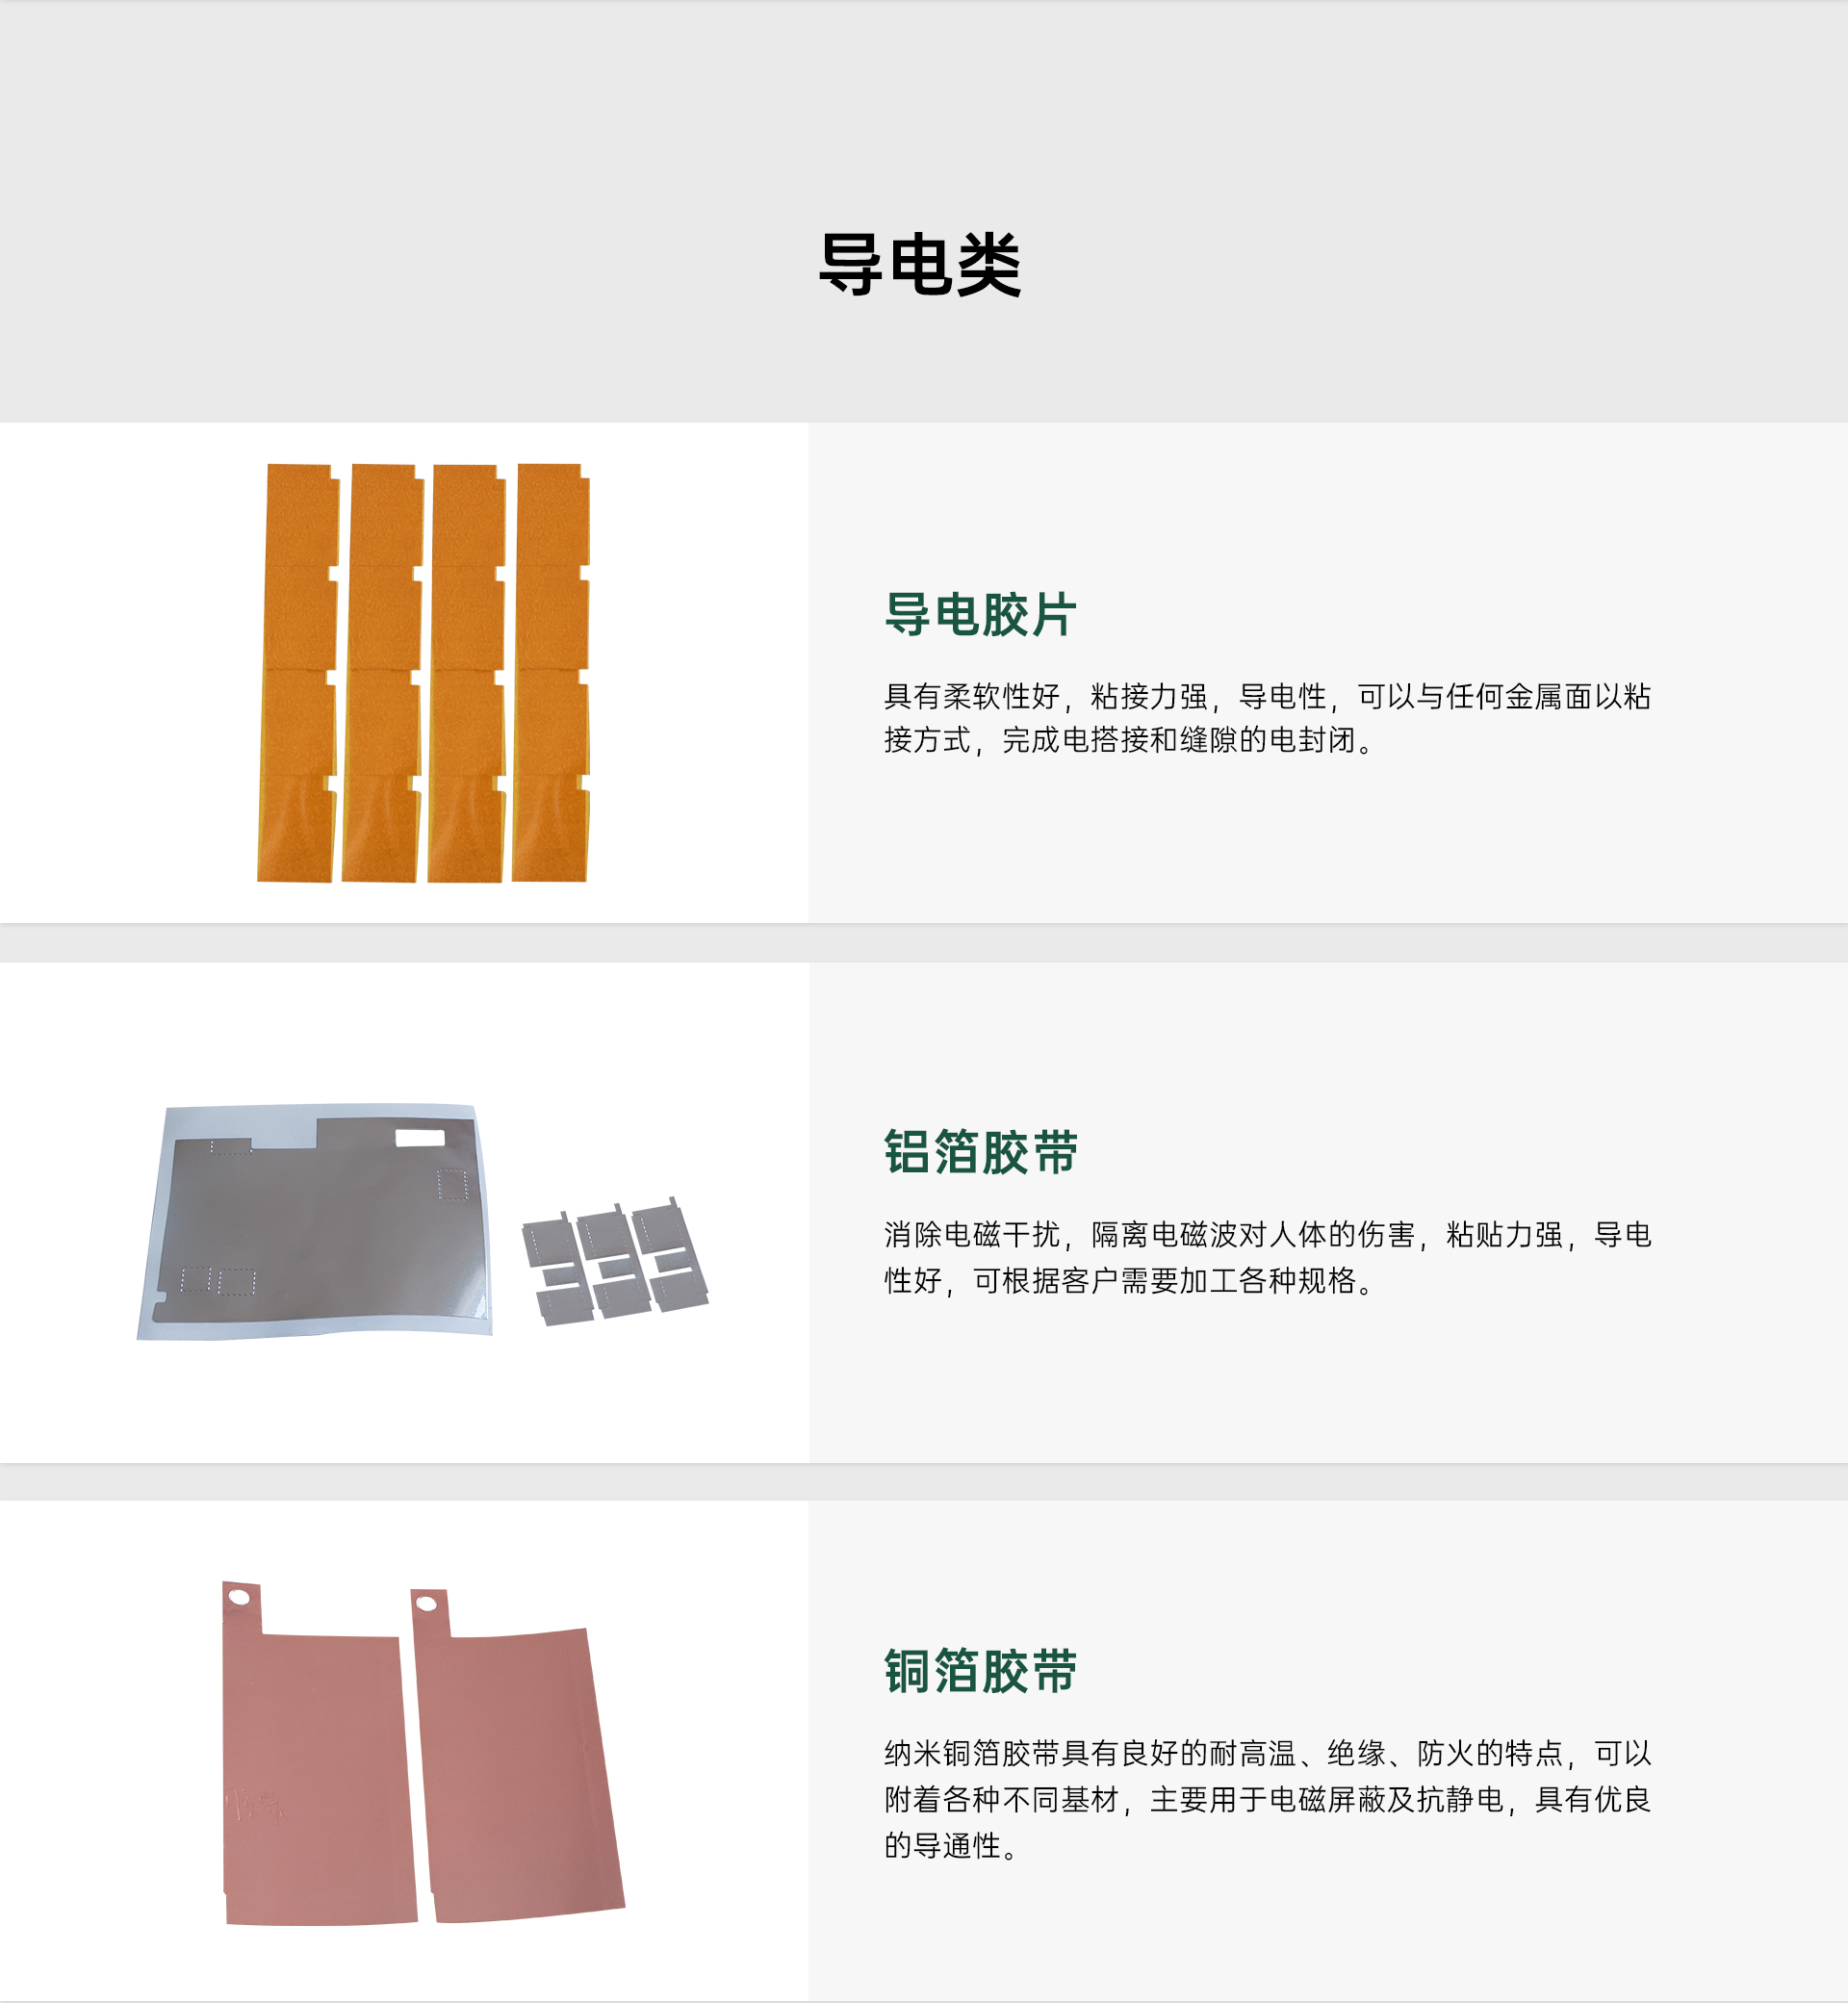 导电类
导电胶片
具有柔软性好，粘接力强，导电性，可以与任何金属面以粘
接方式，完成电搭接和缝隙的电封闭。
铝箔胶带
消除电磁干扰，隔离电磁波对人体的伤害，粘贴力强，导电
性好，可根据客户需要加工各种规格。
铜箔胶带
纳米铜箔胶带具有良好的耐高温、绝缘、防火的特点，可以
附着各种不同基材，主要用于电磁屏蔽及抗静电，具有优良
的导通性。